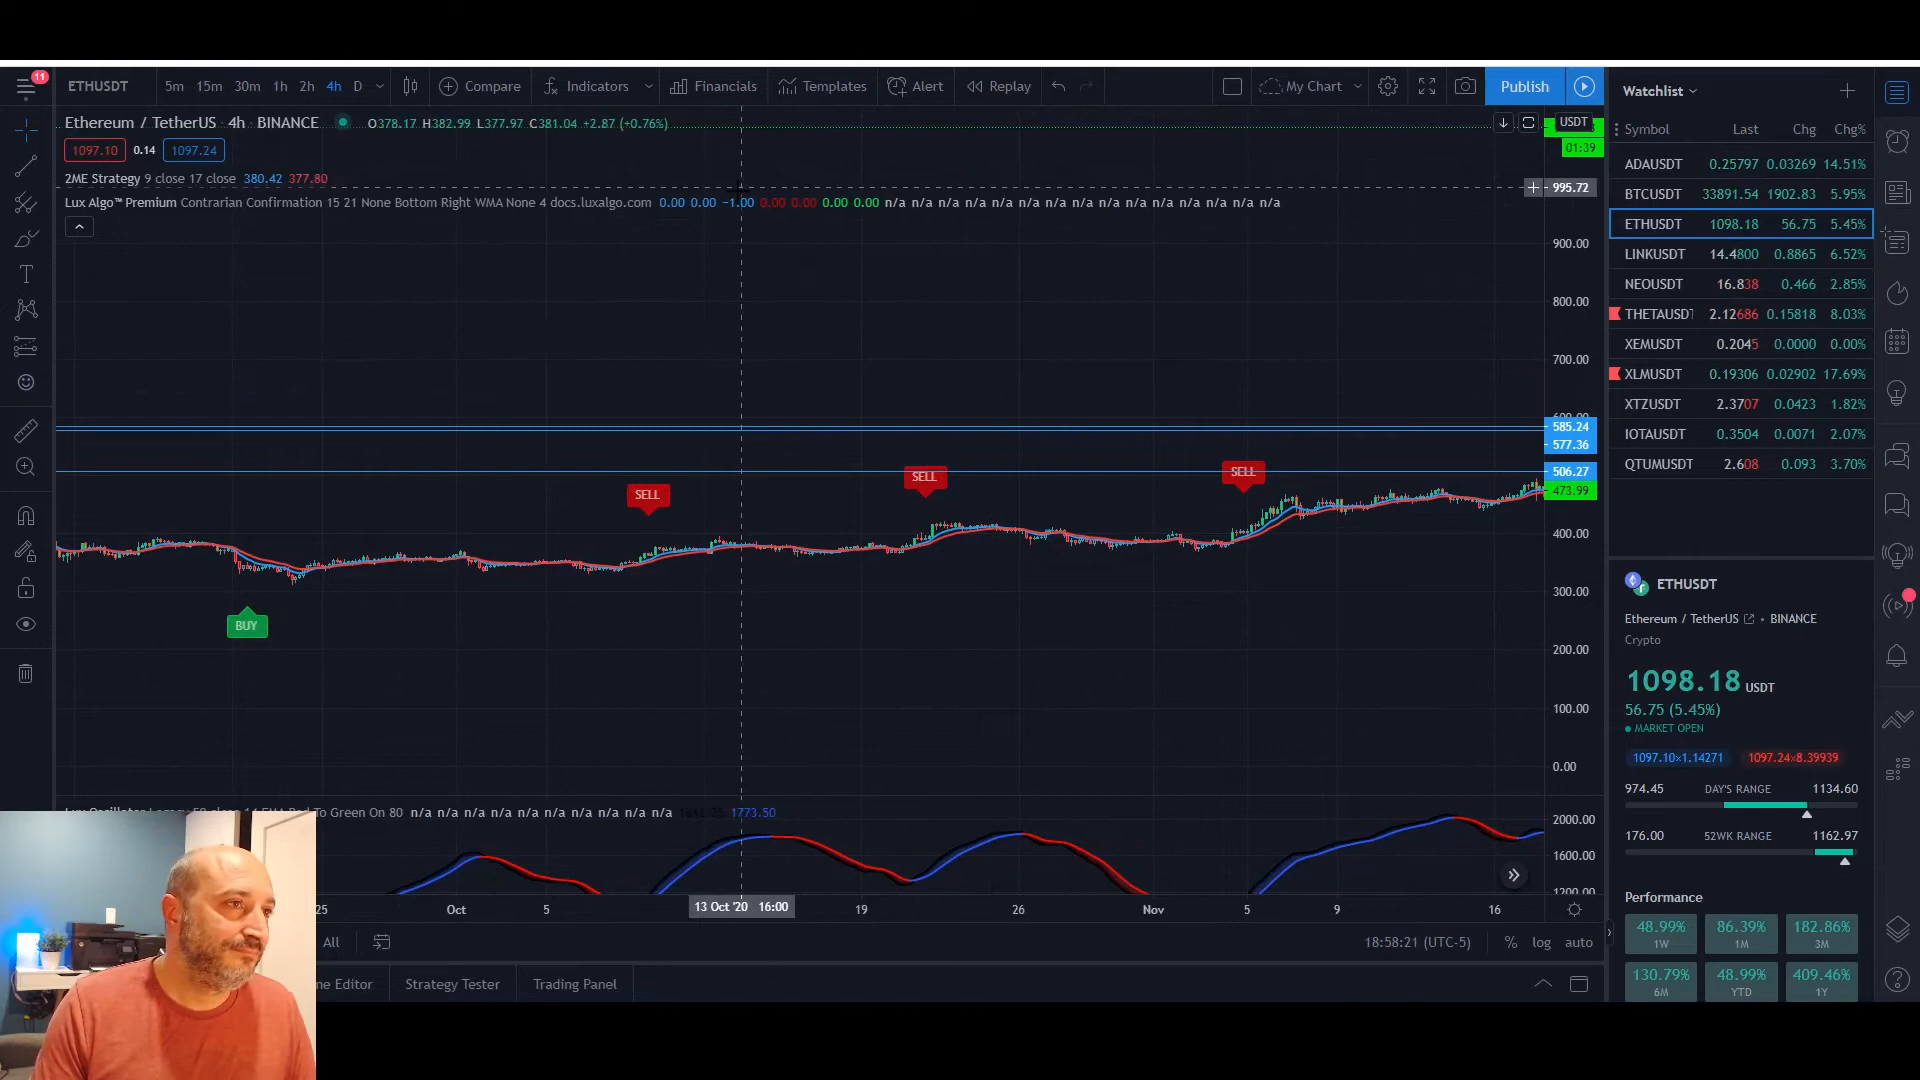 11
ETHUSDT 5m 15m 30m 1h 2h 4h D Compare Indicators Financials Templates Alert Replay My Chart Publish
Ethereum / TetherUS · 4h · BINANCE O378.17 H382.99 L377.97 C381.04 +2.87 (+0.76%) USDT
01:39
1097.10 0.14 1097.24
2ME Strategy 9 close 17 close 380.42 377.80
995.72
Lux Algo™ Premium Contrarian Confirmation 15 21 None Bottom Right WMA None 4 docs.luxalgo.com 0.00 0.00 −1.00 0.00 0.00 0.00 0.00 n/a n/a n/a n/a n/a n/a n/a n/a n/a n/a n/a n/a n/a n/a n/a
900.00
800.00
700.00
585.24
577.36
506.27
473.99
400.00
300.00
200.00
100.00
0.00
SELL
SELL
SELL
BUY
To Green On 80 n/a n/a n/a n/a n/a n/a n/a n/a n/a n/a 1773.50
2000.00
1600.00
1200.00
25 Oct 5 13 Oct '20 16:00 19 26 Nov 5 9 16
All 18:58:21 (UTC-5) % log auto
ne Editor Strategy Tester Trading Panel
Watchlist
Symbol Last Chg Chg%
ADAUSDT 0.25797 0.03269 14.51%
BTCUSDT 33891.54 1902.83 5.95%
ETHUSDT 1098.18 56.75 5.45%
LINKUSDT 14.4800 0.8865 6.52%
NEOUSDT 16.838 0.466 2.85%
THETAUSDT 2.12686 0.15818 8.03%
XEMUSDT 0.2045 0.0000 0.00%
XLMUSDT 0.19306 0.02902 17.69%
XTZUSDT 2.3707 0.0423 1.82%
IOTAUSDT 0.3504 0.0071 2.07%
QTUMUSDT 2.608 0.093 3.70%
ETHUSDT
Ethereum / TetherUS • BINANCE
Crypto
1098.18 USDT
56.75 (5.45%)
MARKET OPEN
1097.10×1.14271 1097.24×8.39939
974.45 DAY'S RANGE 1134.60
176.00 52WK RANGE 1162.97
Performance
48.99% 86.39% 182.86%
1W 1M 3M
130.79% 48.99% 409.46%
6M YTD 1Y